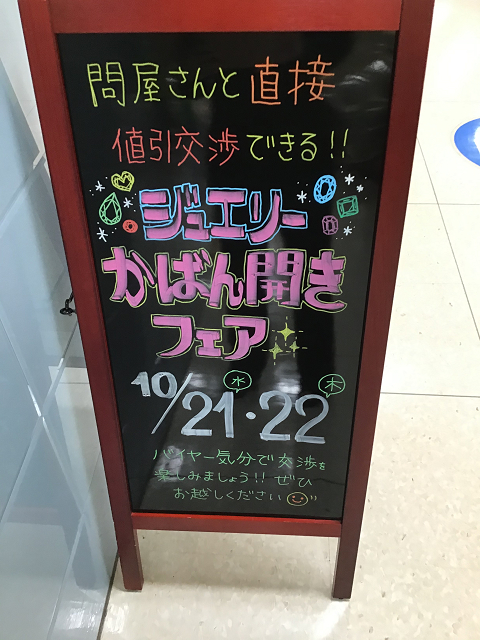 問屋さんと直接
値引交渉できる!!
ジュエリー
かばん開き
フェア
10/21・22
水 木
バイヤー気分で交渉を
楽しみましょう!! ぜひ
お越しください